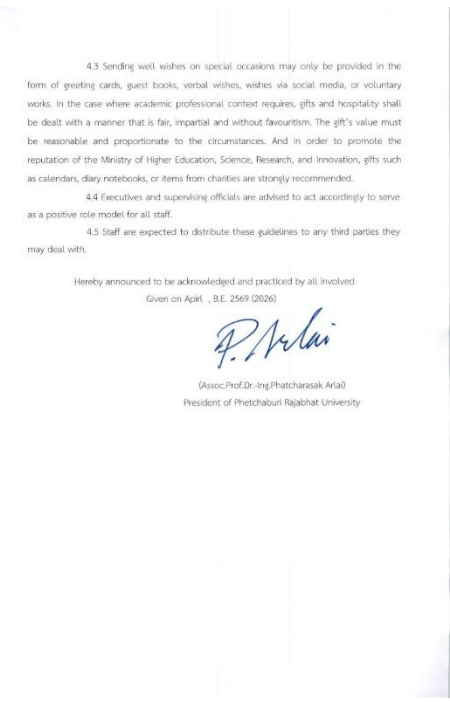 4.3 Sending well wishes on special occasions may only be provided in the
form of greeting cards, guest books, verbal wishes, wishes via social media, or voluntary
works. In the case where academic professional context requires, gifts and hospitality shall
be dealt with a manner that is fair, impartial and without favouritism. The gift's value must
be reasonable and proportionate to the circumstances. And in order to promote the
reputation of the Ministry of Higher Education, Science, Research, and Innovation, gifts such
as calendars, diary notebooks, or items from charities are strongly recommended.
4.4 Executives and supervising officials are advised to act accordingly to serve
as a positive role model for all staff.
4.5 Staff are expected to distribute these guidelines to any third parties they
may deal with.
Hereby announced to be acknowledged and practiced by all involved
Given on Apirl , B.E. 2569 (2026)
P. Arlai
(Assoc.Prof.Dr.-Ing.Phatcharasak Arlai)
President of Phetchaburi Rajabhat University